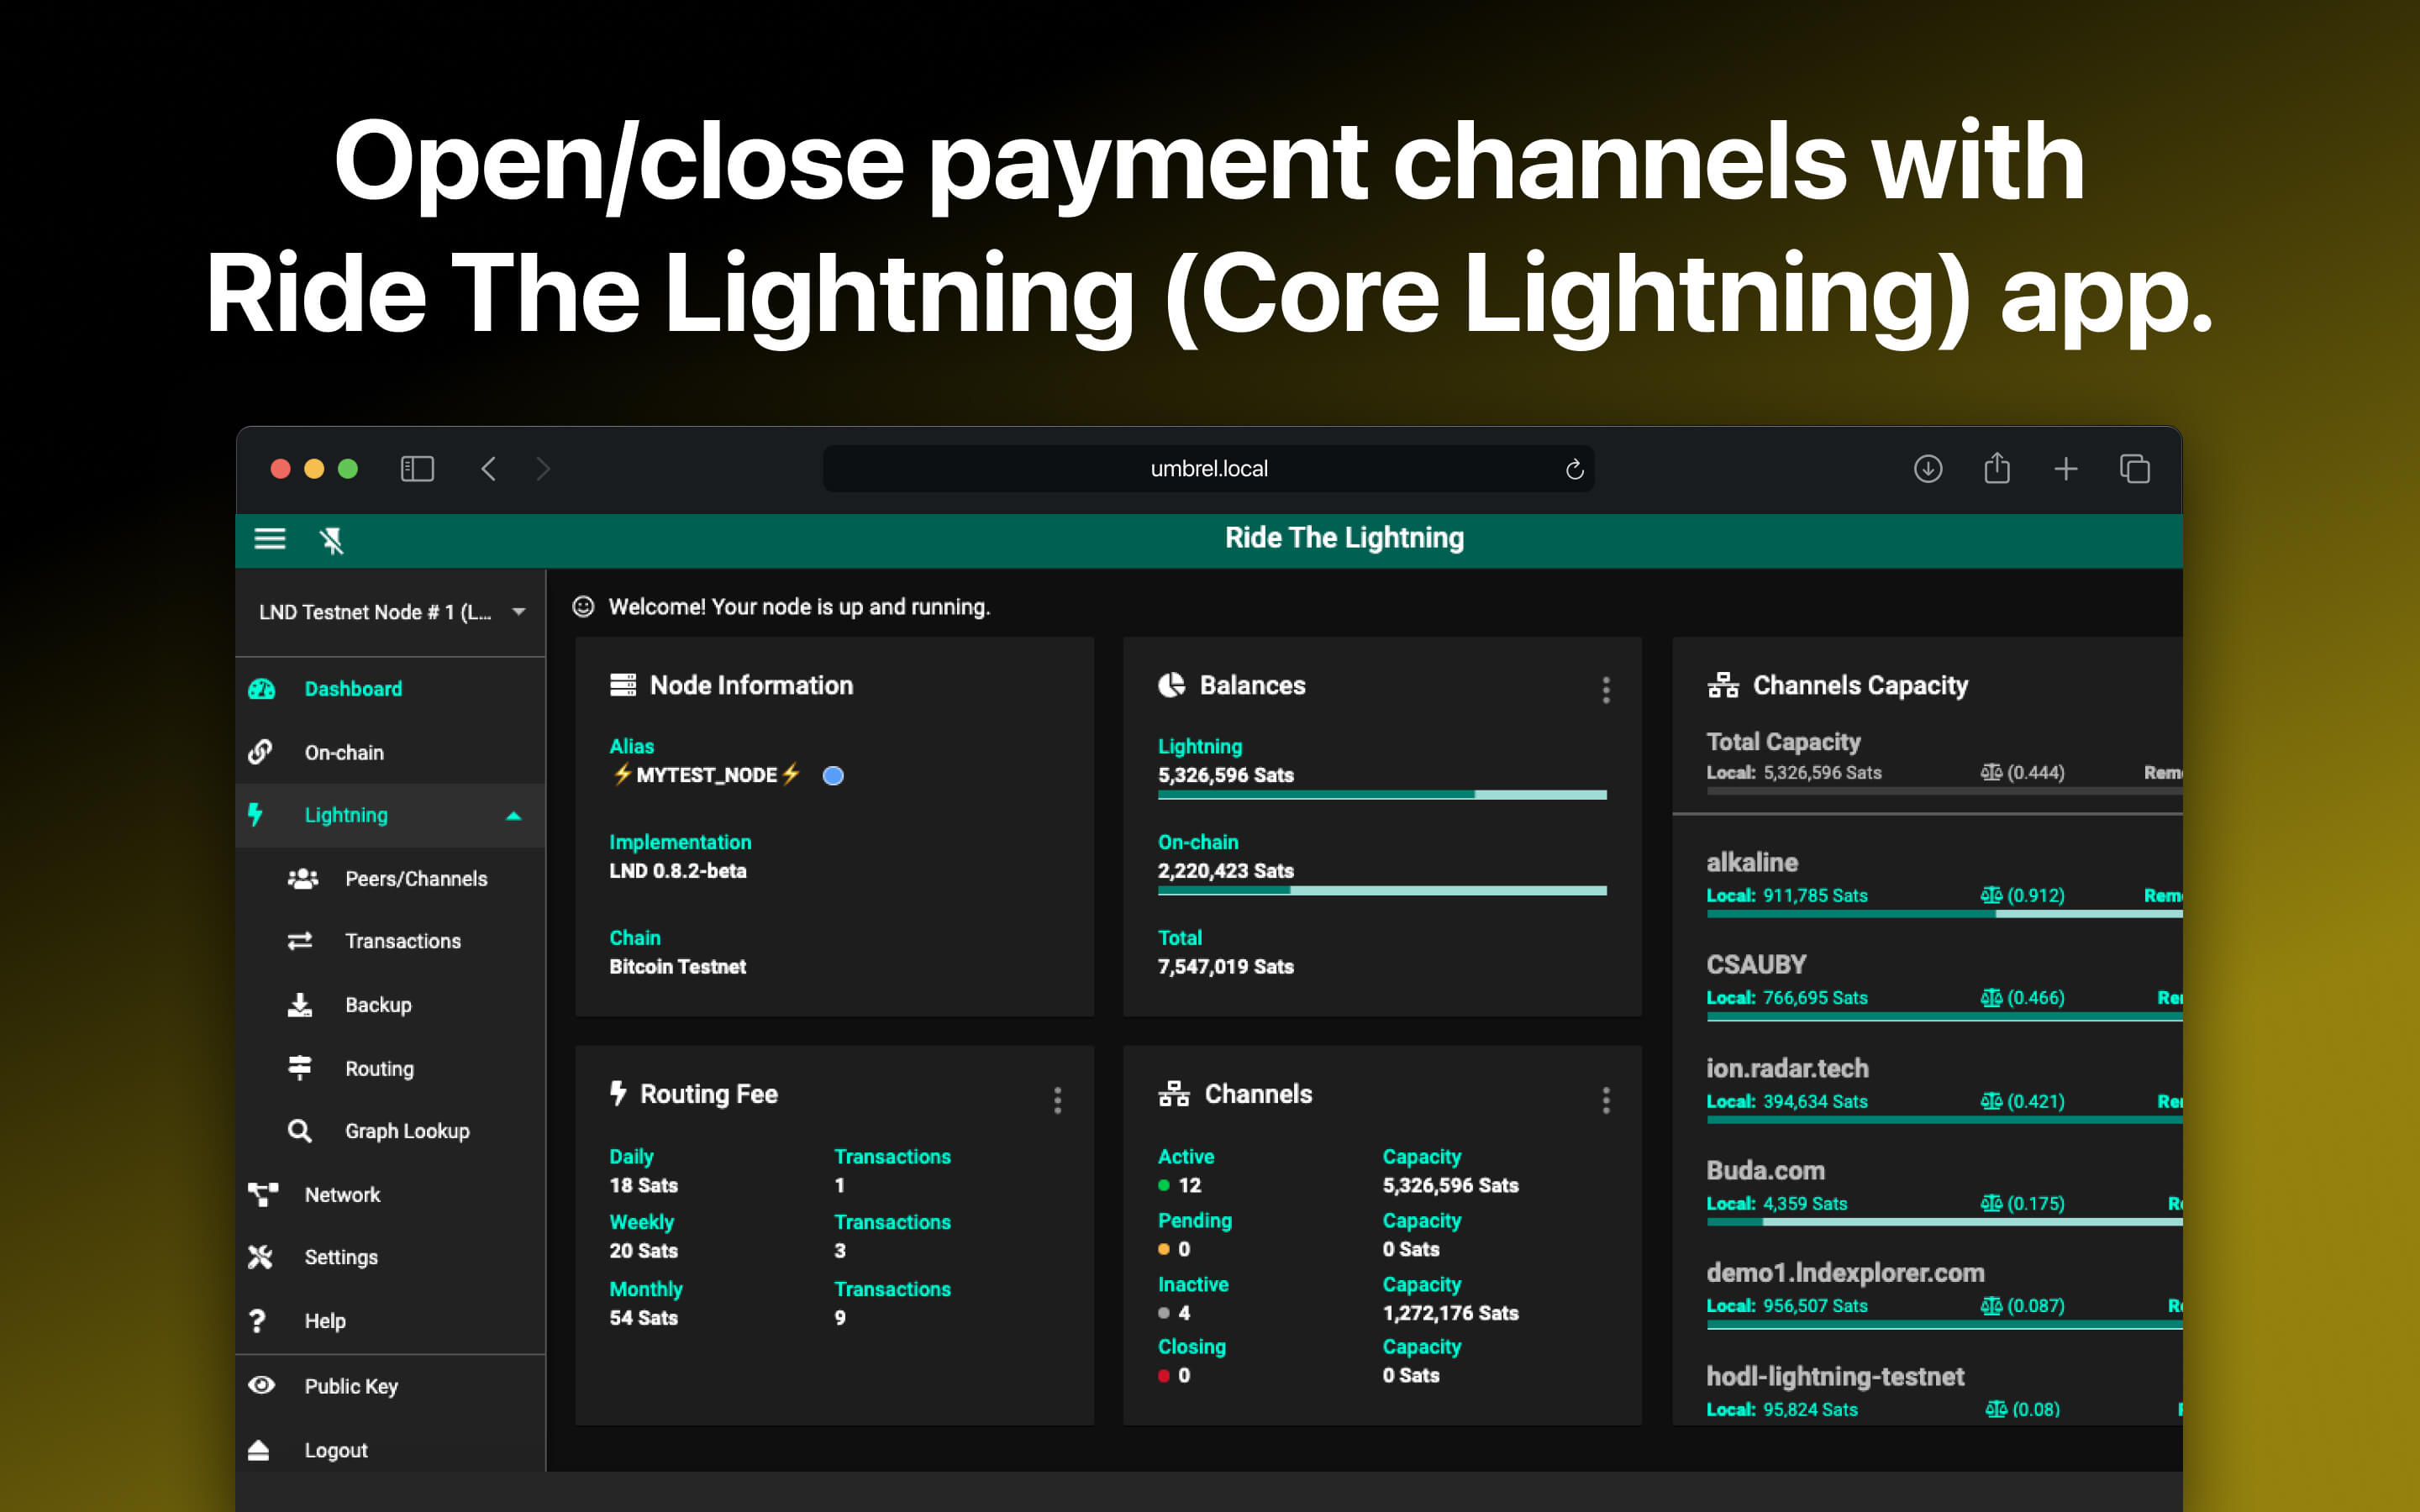 Open/close payment channels with
Ride The Lightning (Core Lightning) app.
umbrel.local
Ride The Lightning
LND Testnet Node # 1 (L...
Dashboard
On-chain
Lightning
Peers/Channels
Transactions
Backup
Routing
Graph Lookup
Network
Settings
Help
Public Key
Logout
Welcome! Your node is up and running.
Node Information
Alias
⚡MYTEST_NODE⚡
Implementation
LND 0.8.2-beta
Chain
Bitcoin Testnet
Balances
Lightning
5,326,596 Sats
On-chain
2,220,423 Sats
Total
7,547,019 Sats
Routing Fee
Daily Transactions
18 Sats 1
Weekly Transactions
20 Sats 3
Monthly Transactions
54 Sats 9
Channels
Active Capacity
12 5,326,596 Sats
Pending Capacity
0 0 Sats
Inactive Capacity
4 1,272,176 Sats
Closing Capacity
0 0 Sats
Channels Capacity
Total Capacity
Local: 5,326,596 Sats (0.444)
alkaline
Local: 911,785 Sats (0.912)
CSAUBY
Local: 766,695 Sats (0.466)
ion.radar.tech
Local: 394,634 Sats (0.421)
Buda.com
Local: 4,359 Sats (0.175)
demo1.lndexplorer.com
Local: 956,507 Sats (0.087)
hodl-lightning-testnet
Local: 95,824 Sats (0.08)